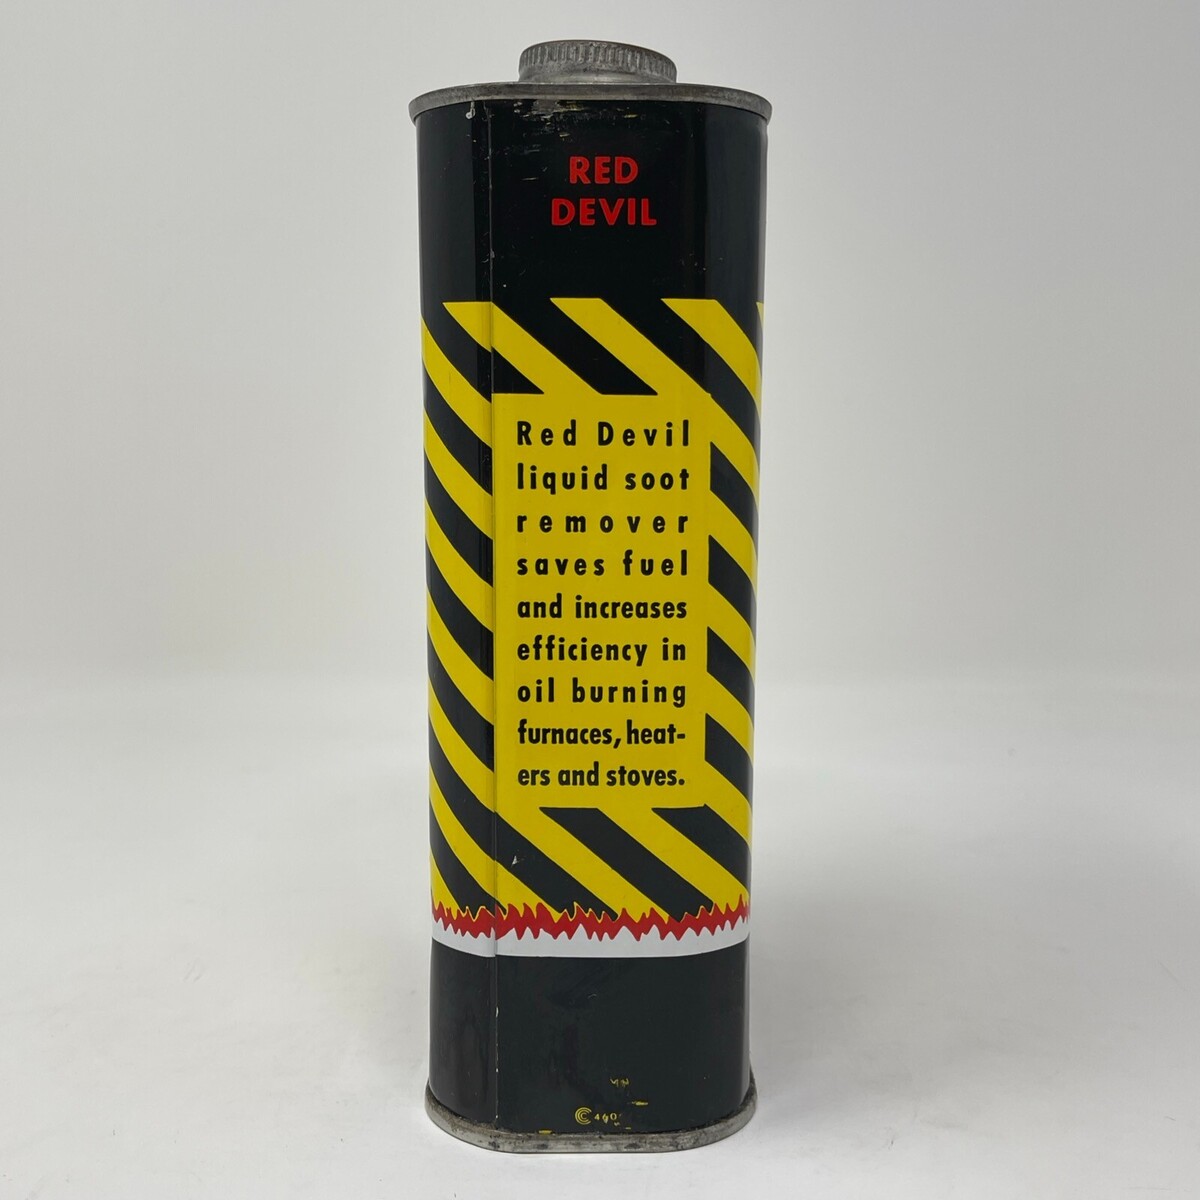 RED
DEVIL
Red Devil
liquid soot
remover
saves fuel
and increases
efficiency in
oil burning
furnaces, heat-
ers and stoves.